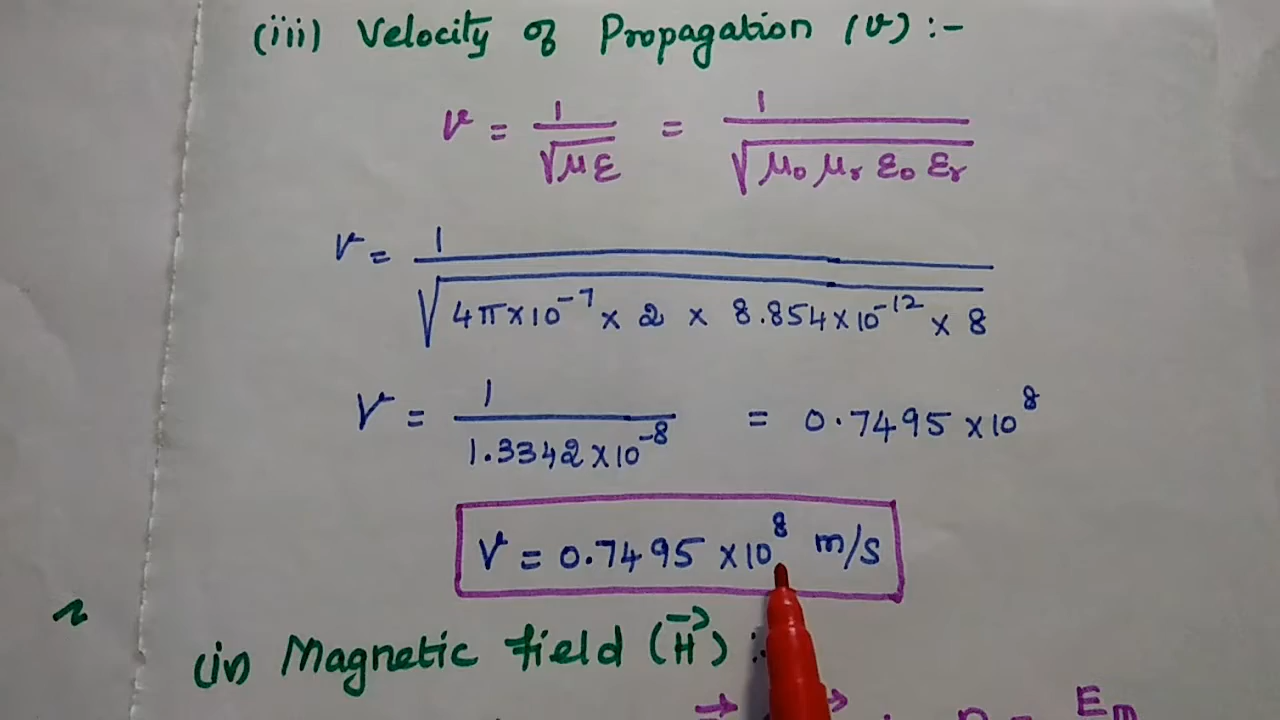 (iii) Velocity of Propagation (v) :-
v = 1/√με = 1/√μ₀ μᵣ ε₀ εᵣ
v = 1/√4π×10⁻⁷ × 2 × 8.854×10⁻¹² × 8
v = 1/1.3342×10⁻⁸ = 0.7495 ×10⁸
v = 0.7495 ×10⁸ m/s
(iv) Magnetic field (H⃗) :
Em